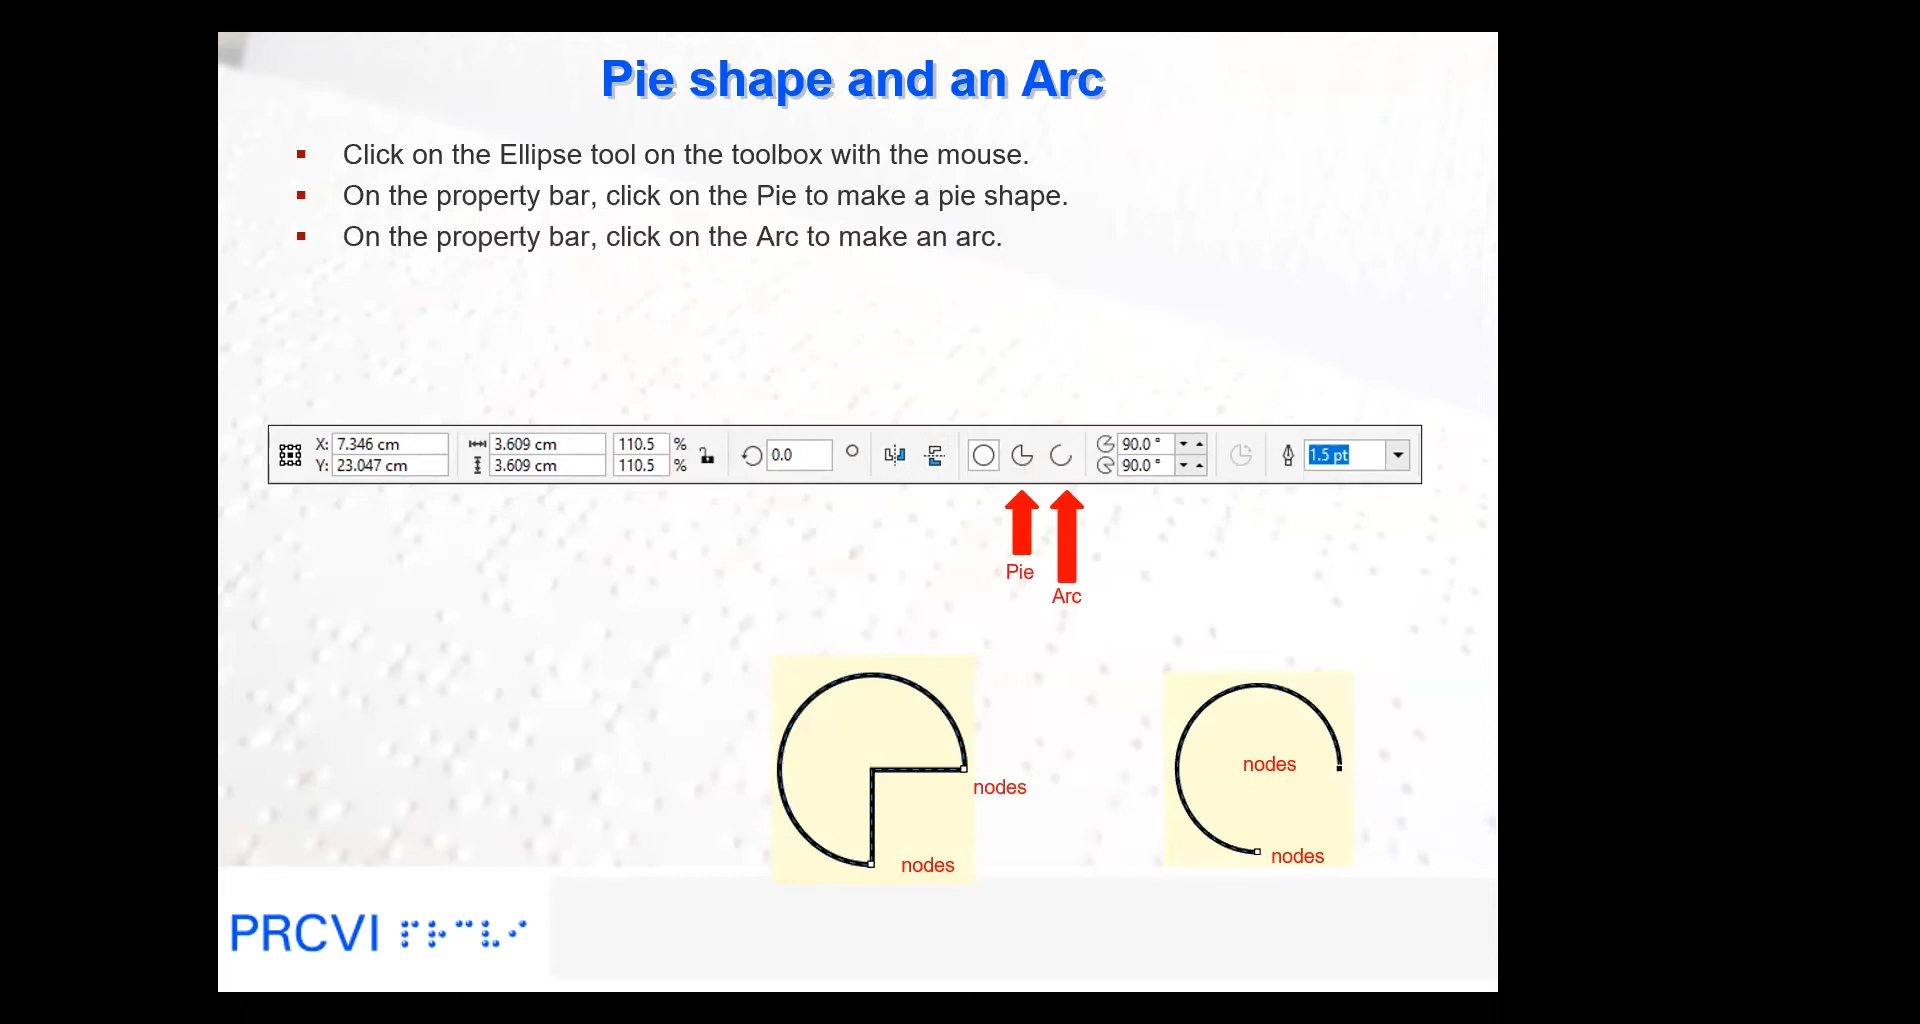 Pie shape and an Arc
Click on the Ellipse tool on the toolbox with the mouse.
On the property bar, click on the Pie to make a pie shape.
On the property bar, click on the Arc to make an arc.
X: 7.346 cm 3.609 cm 110.5 % 90.0 °
0.0 1.5 pt
Y: 23.047 cm 3.609 cm 110.5 % 90.0 °
Pie
Arc
nodes
nodes
nodes
nodes
PRCVI ⠏⠗⠉⠧⠊